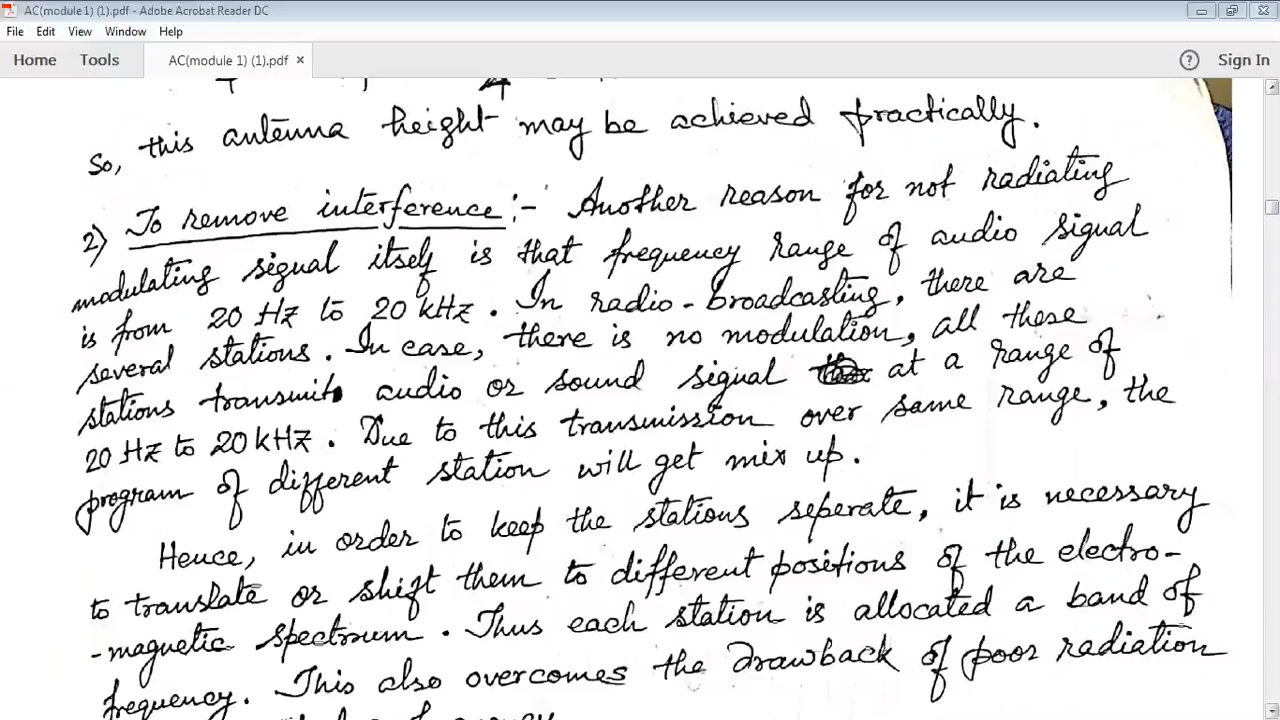 AC(module 1) (1).pdf - Adobe Acrobat Reader DC
File Edit View Window Help
Home Tools AC(module 1) (1).pdf × ? Sign In
So, this antenna height may be achieved practically.
2) To remove interference :- Another reason for not radiating
modulating signal itself is that frequency range of audio signal
is from 20 Hz to 20 kHz. In radio-broadcasting, there are
several stations. In case, there is no modulation, all these
stations transmit audio or sound signal at a range of
20 Hz to 20 kHz. Due to this transmission over same range, the
program of different station will get mix up.
Hence, in order to keep the stations seperate, it is necessary
to translate or shift them to different positions of the electro-
-magnetic spectrum. Thus each station is allocated a band of
frequency. This also overcomes the drawback of poor radiation